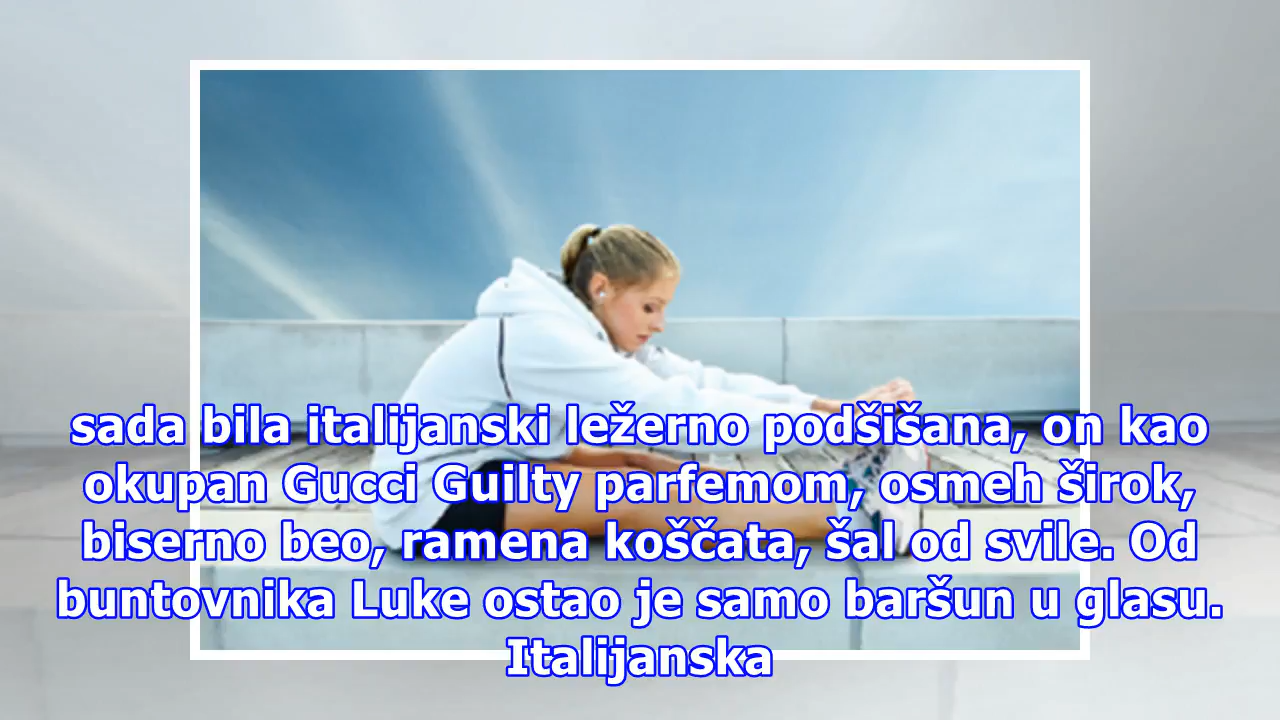 sada bila italijanski ležerno podšišana, on kao
okupan Gucci Guilty parfemom, osmeh širok,
biserno beo, ramena koščata, šal od svile. Od
buntovnika Luke ostao je samo baršun u glasu.
Italijanska